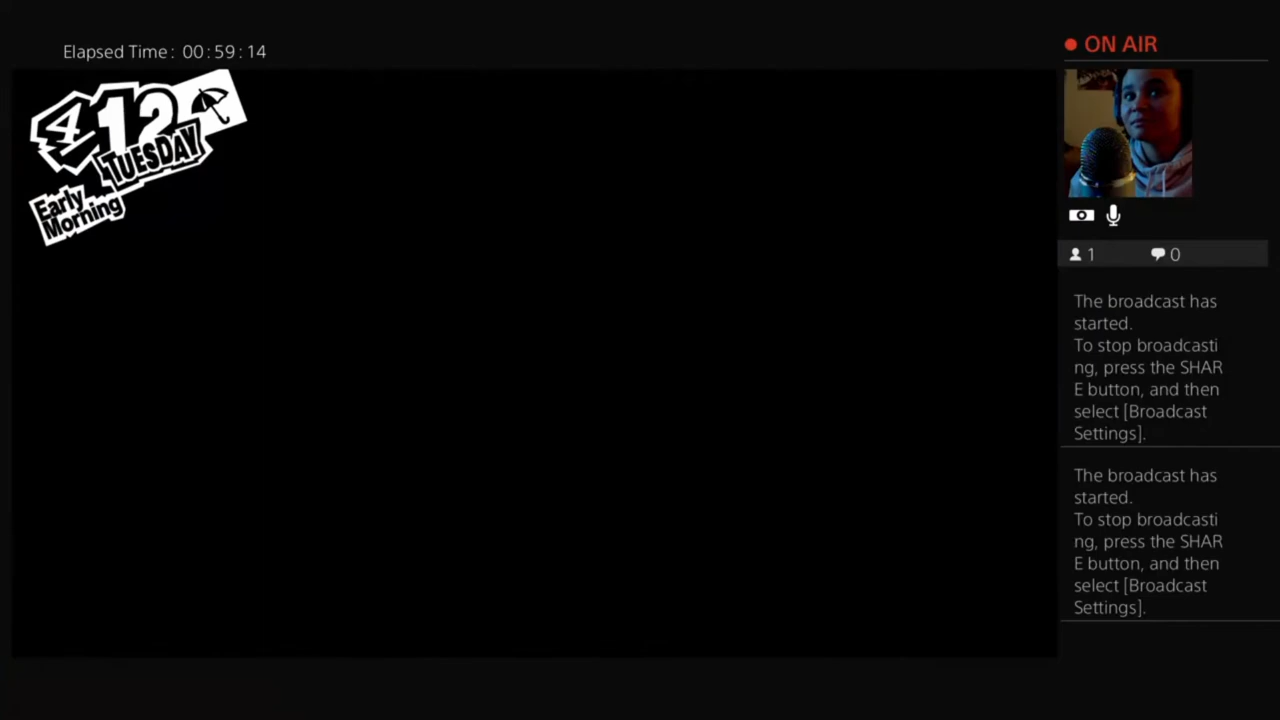 Elapsed Time: 00:59:14
ON AIR
4 12
TUESDAY
Early
Morning
1 0
The broadcast has
started.
To stop broadcasti
ng, press the SHAR
E button, and then
select [Broadcast
Settings].
The broadcast has
started.
To stop broadcasti
ng, press the SHAR
E button, and then
select [Broadcast
Settings].